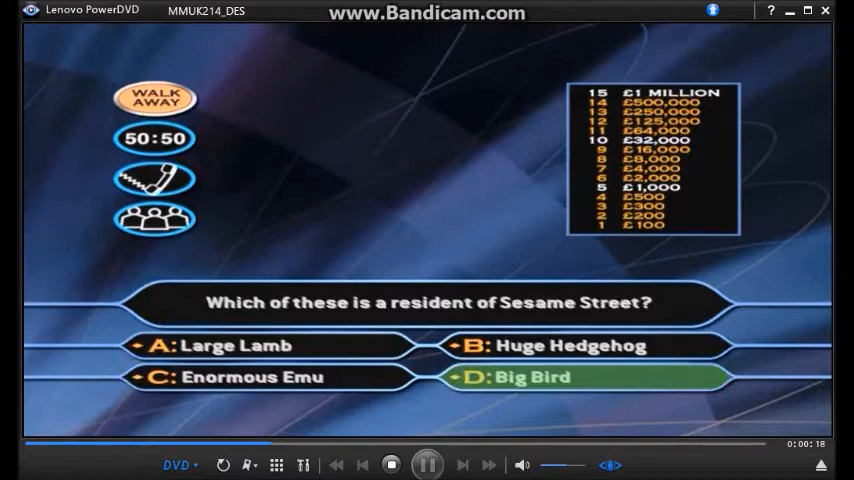 Lenovo PowerDVD
MMUK214_DES
www.Bandicam.com
?
WALK
AWAY
50:50
15 £1 MILLION
14 £500,000
13 £250,000
12 £125,000
11 £64,000
10 £32,000
9 £16,000
8 £8,000
7 £4,000
6 £2,000
5 £1,000
4 £500
3 £300
2 £200
1 £100
Which of these is a resident of Sesame Street?
A: Large Lamb
B: Huge Hedgehog
C: Enormous Emu
D: Big Bird
0:00:18
DVD